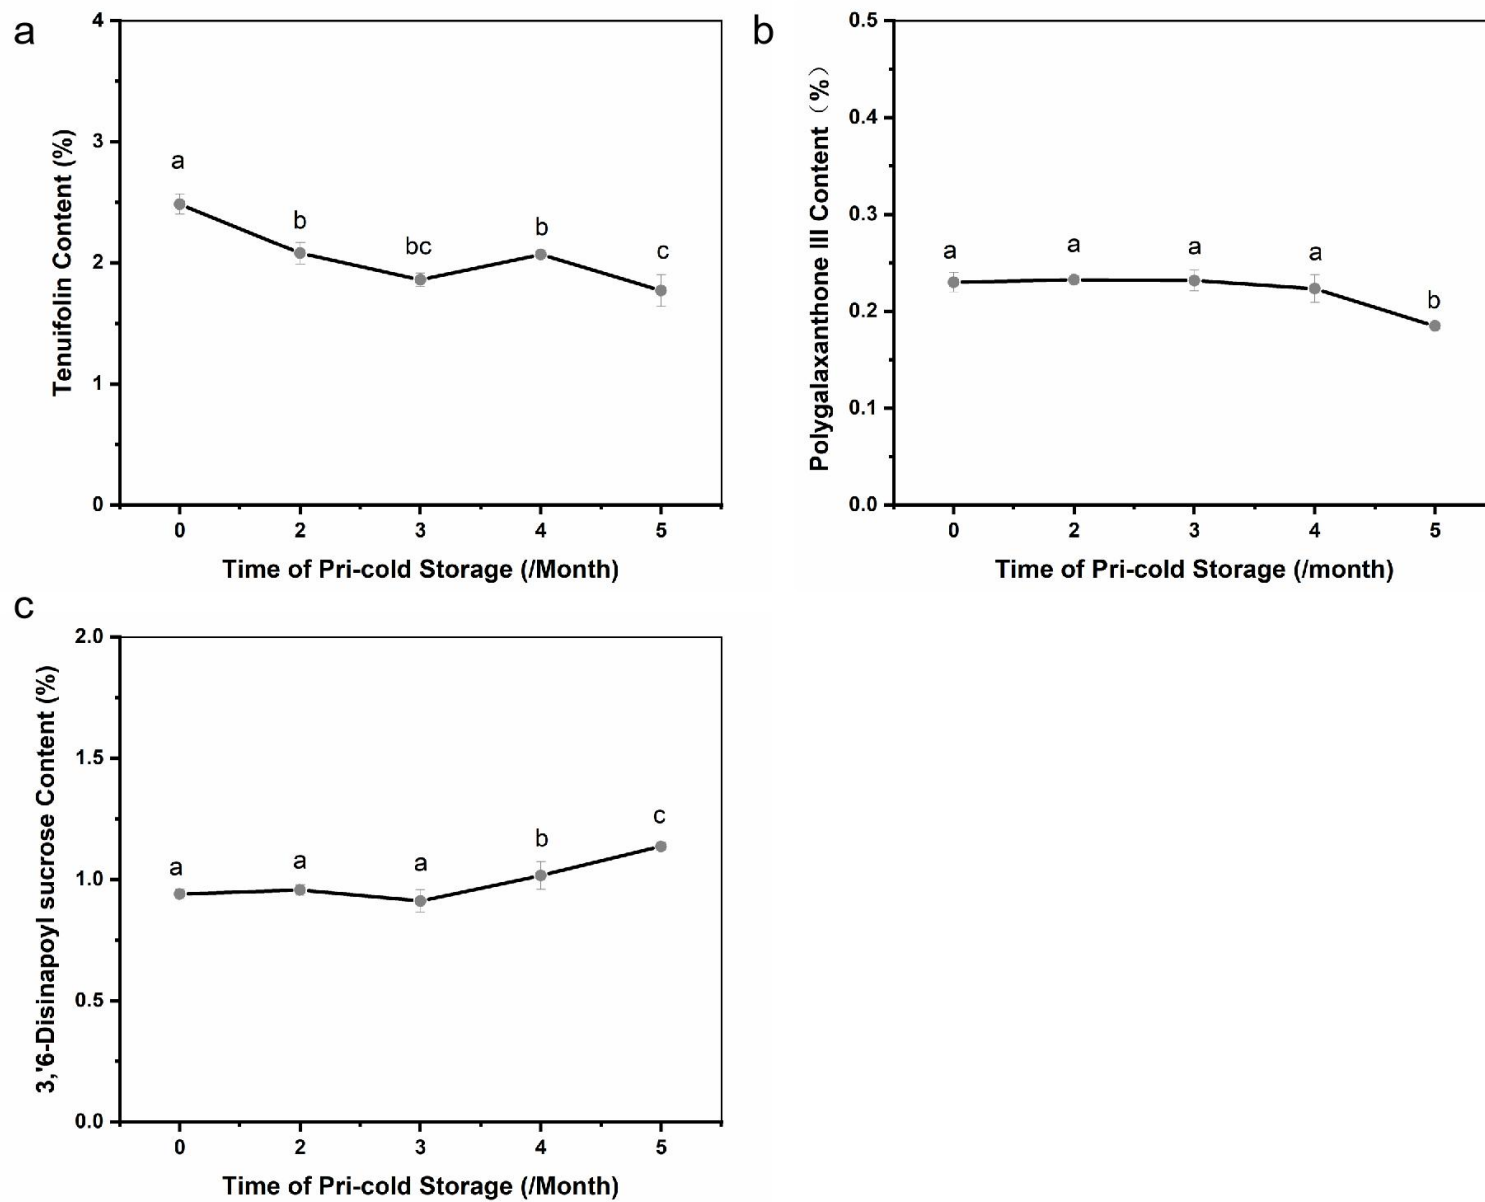 a
Tenuifolin Content (%)
4
3
2
1
0
a
b
bc
b
c
0 2 3 4 5
Time of Pri-cold Storage (/Month)
b
Polygalaxanthone III Content（%）
0.5
0.4
0.3
0.2
0.1
0.0
a
a
a
a
b
0 2 3 4 5
Time of Pri-cold Storage (/month)
c
3,'6-Disinapoyl sucrose Content (%)
2.0
1.5
1.0
0.5
0.0
a
a
a
b
c
0 2 3 4 5
Time of Pri-cold Storage (/Month)